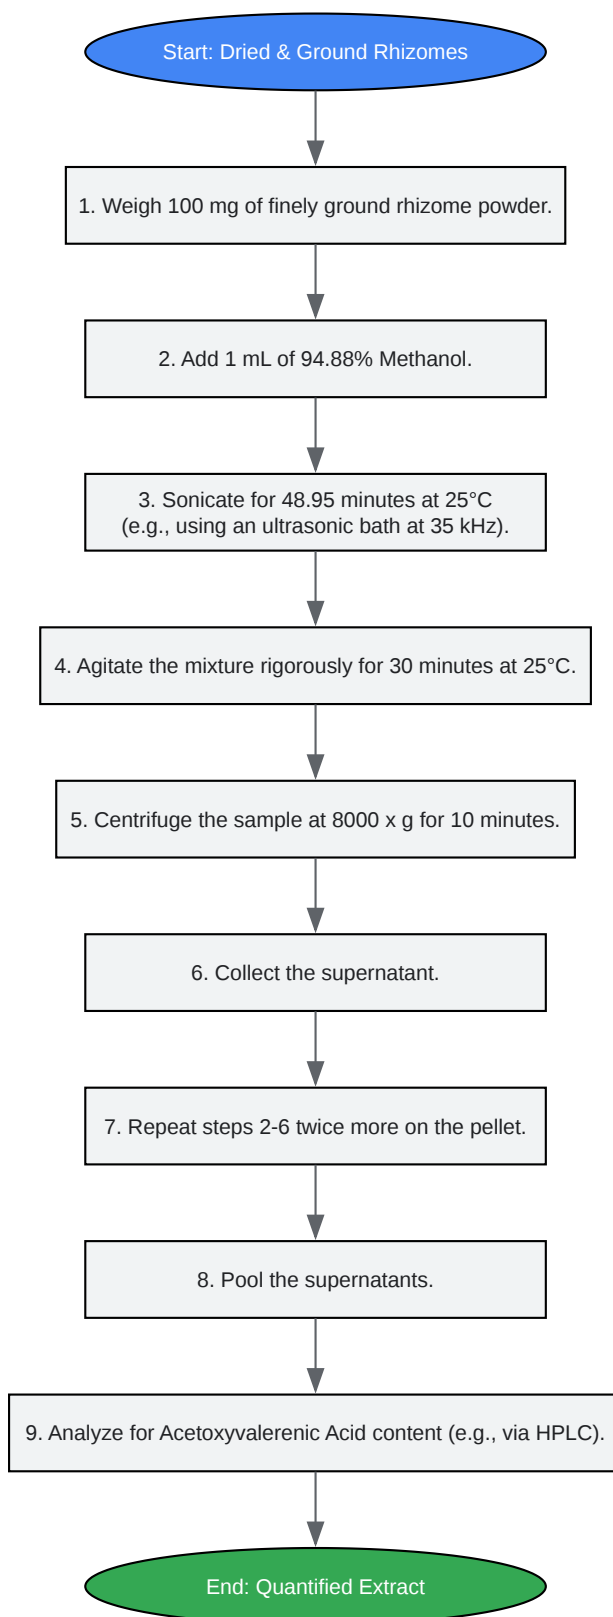 Start: Dried & Ground Rhizomes
1. Weigh 100 mg of finely ground rhizome powder.
2. Add 1 mL of 94.88% Methanol.
3. Sonicate for 48.95 minutes at 25°C
(e.g., using an ultrasonic bath at 35 kHz).
4. Agitate the mixture rigorously for 30 minutes at 25°C.
5. Centrifuge the sample at 8000 x g for 10 minutes.
6. Collect the supernatant.
7. Repeat steps 2-6 twice more on the pellet.
8. Pool the supernatants.
9. Analyze for Acetoxyvalerenic Acid content (e.g., via HPLC).
End: Quantified Extract